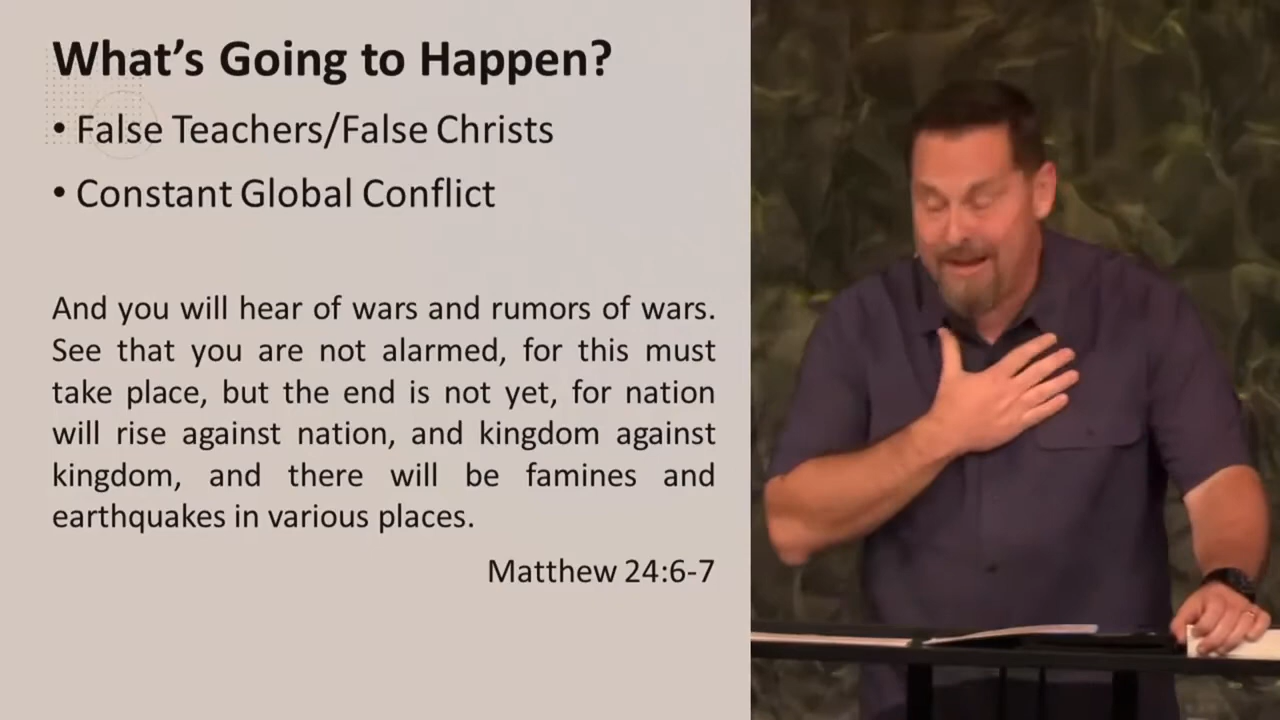 What’s Going to Happen?
• False Teachers/False Christs
• Constant Global Conflict
And you will hear of wars and rumors of wars.
See that you are not alarmed, for this must
take place, but the end is not yet, for nation
will rise against nation, and kingdom against
kingdom, and there will be famines and
earthquakes in various places.
Matthew 24:6-7